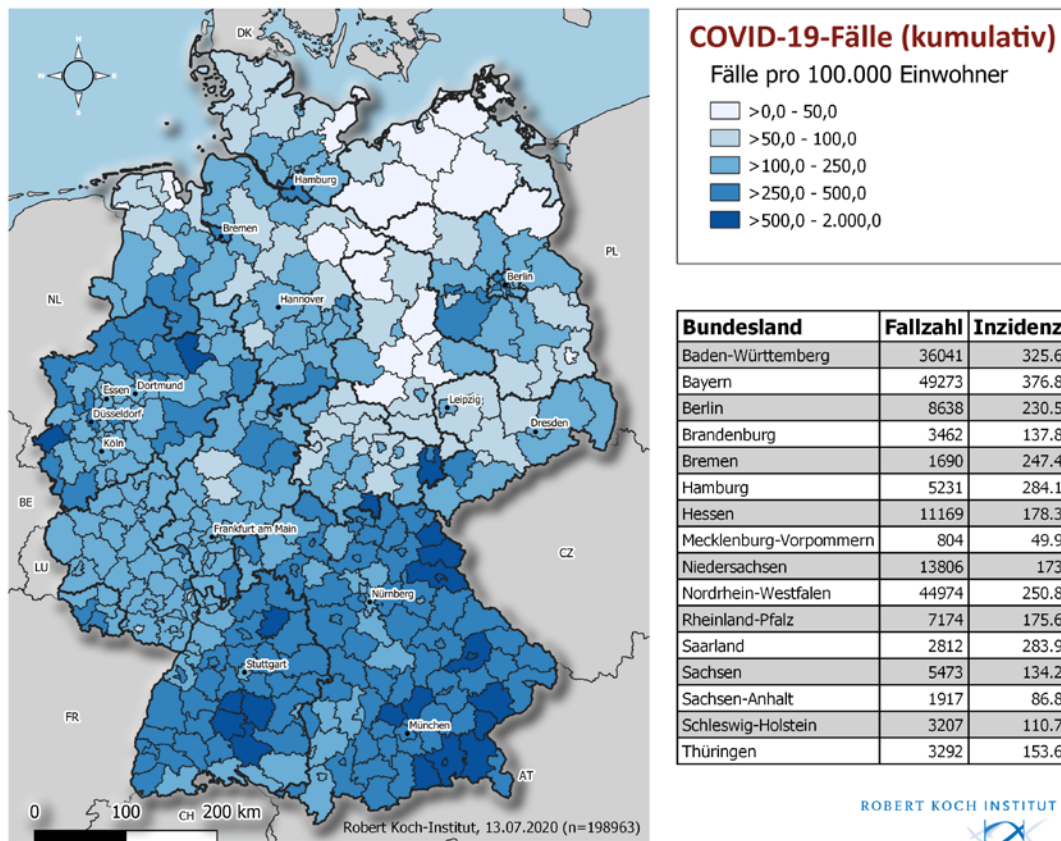 COVID-19-Fälle (kumulativ)
Fälle pro 100.000 Einwohner
>0,0 - 50,0
>50,0 - 100,0
>100,0 - 250,0
>250,0 - 500,0
>500,0 - 2.000,0
N
W E
S
DK
Hamburg
Bremen
PL
Berlin
NL
Hannover
Essen Dortmund
Düsseldorf
Leipzig
Dresden
Köln
BE
Frankfurt am Main
LU
CZ
Nürnberg
Stuttgart
FR
München
AT
CH
0 100 200 km
Robert Koch-Institut, 13.07.2020 (n=198963)
Bundesland Fallzahl Inzidenz
Baden-Württemberg 36041 325.6
Bayern 49273 376.8
Berlin 8638 230.5
Brandenburg 3462 137.8
Bremen 1690 247.4
Hamburg 5231 284.1
Hessen 11169 178.3
Mecklenburg-Vorpommern 804 49.9
Niedersachsen 13806 173
Nordrhein-Westfalen 44974 250.8
Rheinland-Pfalz 7174 175.6
Saarland 2812 283.9
Sachsen 5473 134.2
Sachsen-Anhalt 1917 86.8
Schleswig-Holstein 3207 110.7
Thüringen 3292 153.6
ROBERT KOCH INSTITUT